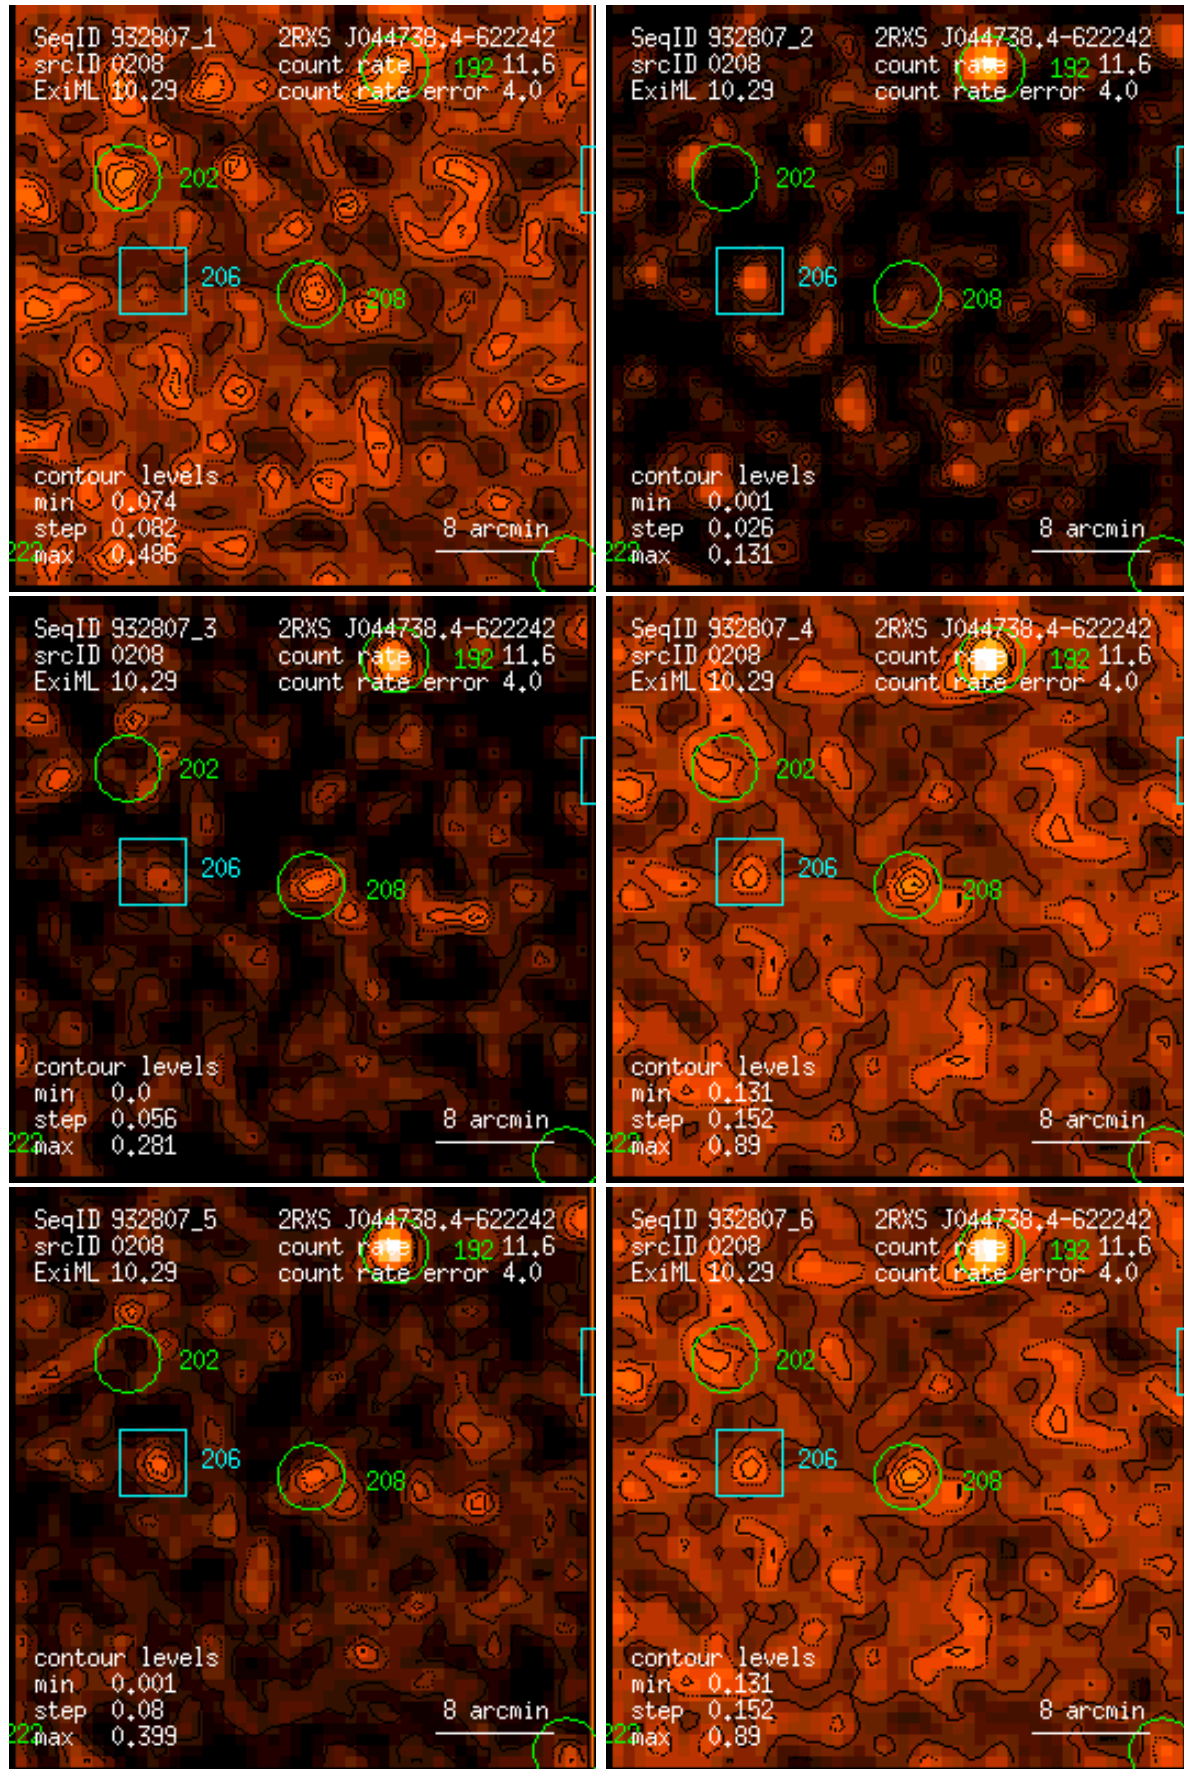 SeqID 932807_1 2RXS J044738.4-622242
srcID 0208 count rate 192 11.6
ExiML 10.29 count rate error 4.0
202
206
208
contour levels
min 0.074
step 0.082 8 arcmin
222
max 0.486
SeqID 932807_2 2RXS J044738.4-622242
srcID 0208 count rate 192 11.6
ExiML 10.29 count rate error 4.0
202
206
208
contour levels
min 0.001
step 0.026 8 arcmin
222
max 0.131
SeqID 932807_3 2RXS J044738.4-622242
srcID 0208 count rate 192 11.6
ExiML 10.29 count rate error 4.0
202
206
208
contour levels
min 0.0
step 0.056 8 arcmin
222
max 0.281
SeqID 932807_4 2RXS J044738.4-622242
srcID 0208 count rate 192 11.6
ExiML 10.29 count rate error 4.0
202
206
208
contour levels
min 0.131
step 0.152 8 arcmin
222
max 0.89
SeqID 932807_5 2RXS J044738.4-622242
srcID 0208 count rate 192 11.6
ExiML 10.29 count rate error 4.0
202
206
208
contour levels
min 0.001
step 0.08 8 arcmin
222
max 0.399
SeqID 932807_6 2RXS J044738.4-622242
srcID 0208 count rate 192 11.6
ExiML 10.29 count rate error 4.0
202
206
208
contour levels
min 0.131
step 0.152 8 arcmin
222
max 0.89